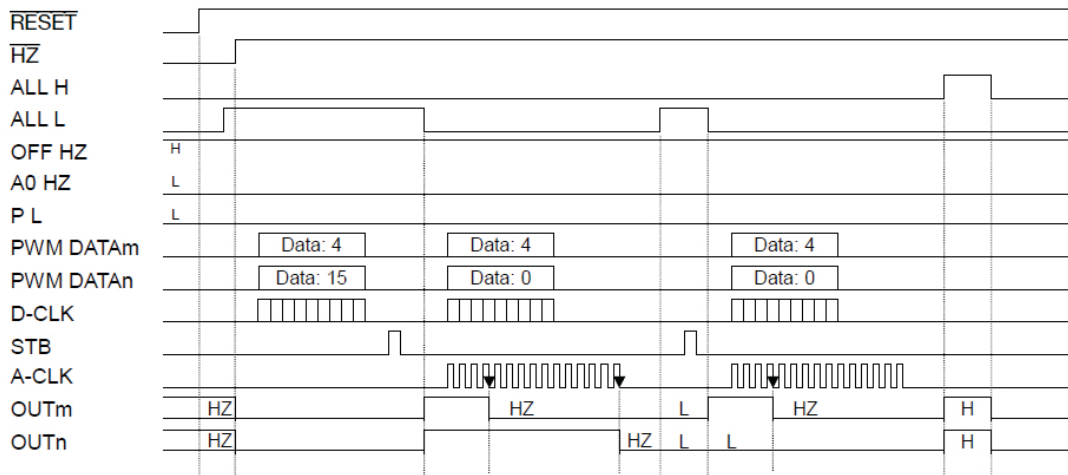 RESET
HZ
ALL H
ALL L
OFF HZ H
A0 HZ L
P L L
PWM DATAm Data: 4 Data: 4 Data: 4
PWM DATAn Data: 15 Data: 0 Data: 0
D-CLK
STB
A-CLK
OUTm HZ HZ L HZ H
OUTn HZ HZ L L H